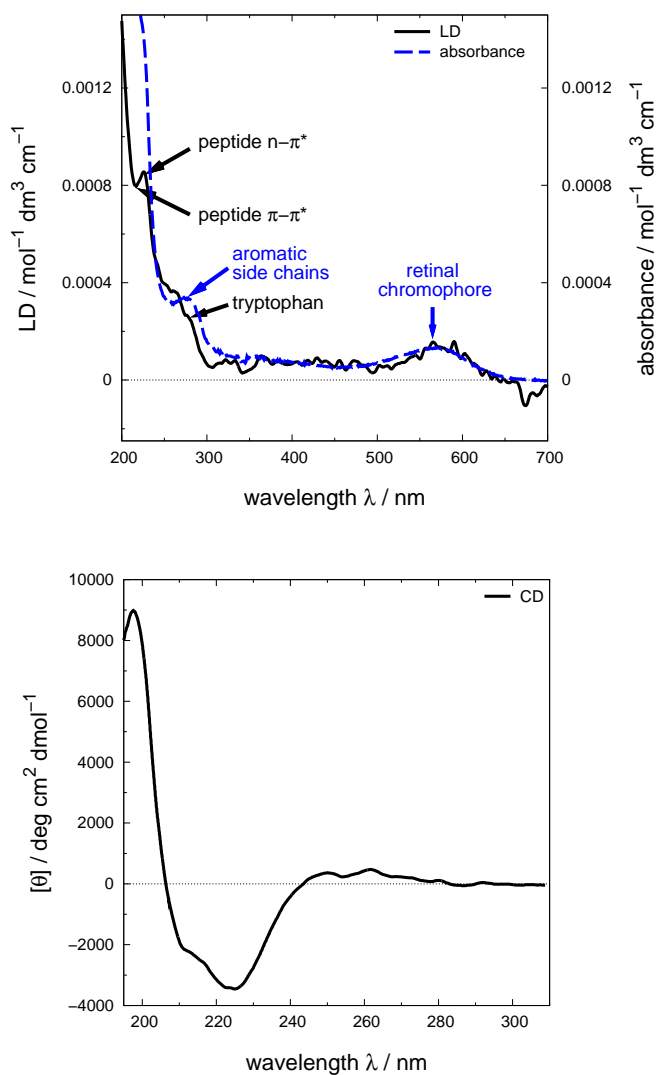 LD
absorbance
0.0012
0.0008
0.0004
0
0.0012
0.0008
0.0004
0
LD / mol⁻¹ dm³ cm⁻¹
absorbance / mol⁻¹ dm³ cm⁻¹
peptide n−π*
peptide π−π*
aromatic
side chains
tryptophan
retinal
chromophore
200 300 400 500 600 700
wavelength λ / nm
CD
10000
8000
6000
4000
2000
0
−2000
−4000
[θ] / deg cm² dmol⁻¹
200 220 240 260 280 300
wavelength λ / nm